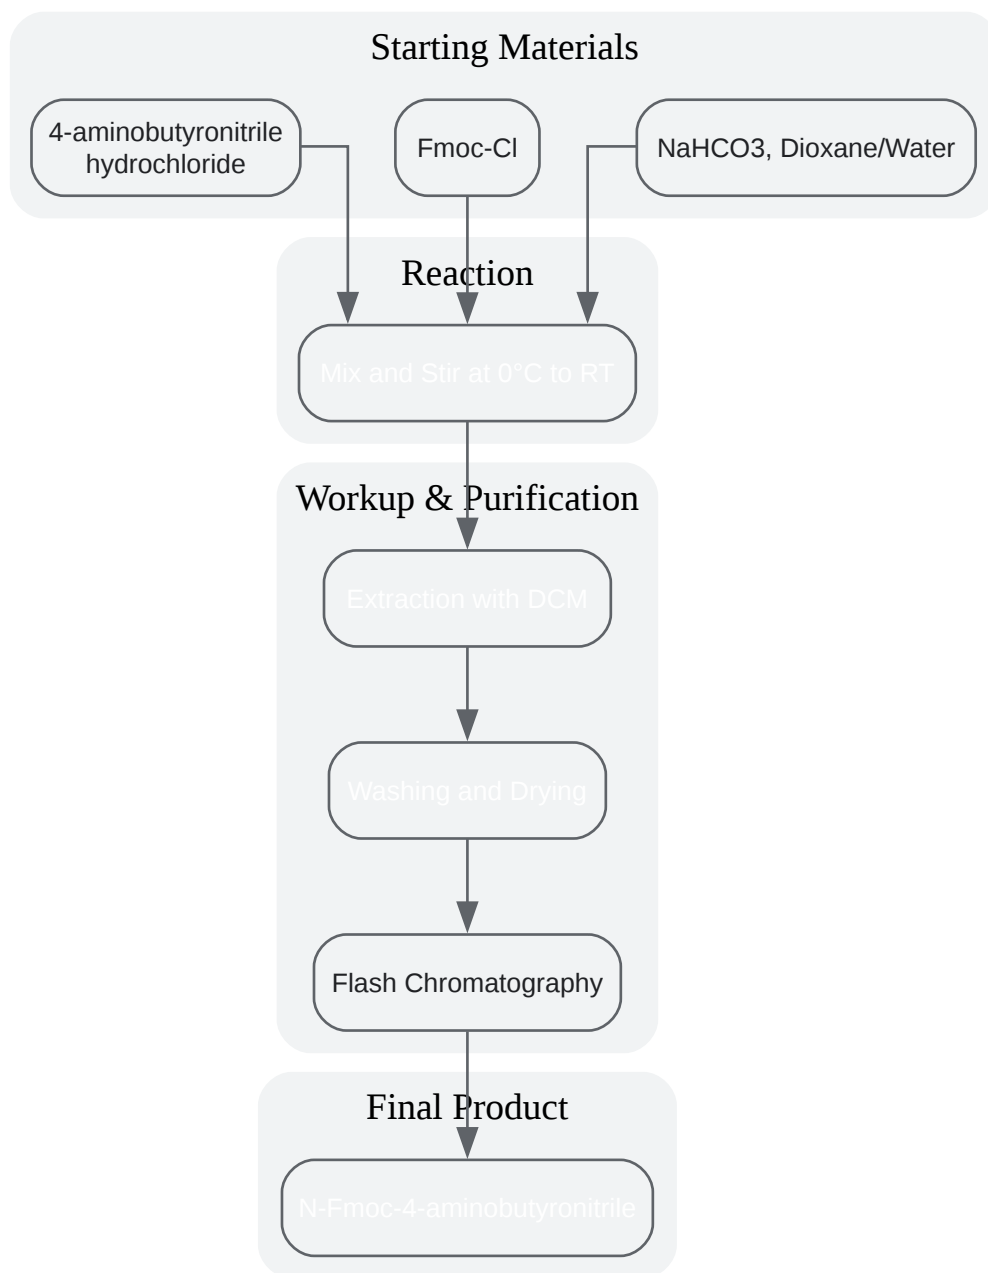 Starting Materials
4-aminobutyronitrile
hydrochloride
Fmoc-Cl
NaHCO3, Dioxane/Water
Reaction
Mix and Stir at 0°C to RT
Workup & Purification
Extraction with DCM
Washing and Drying
Flash Chromatography
Final Product
N-Fmoc-4-aminobutyronitrile